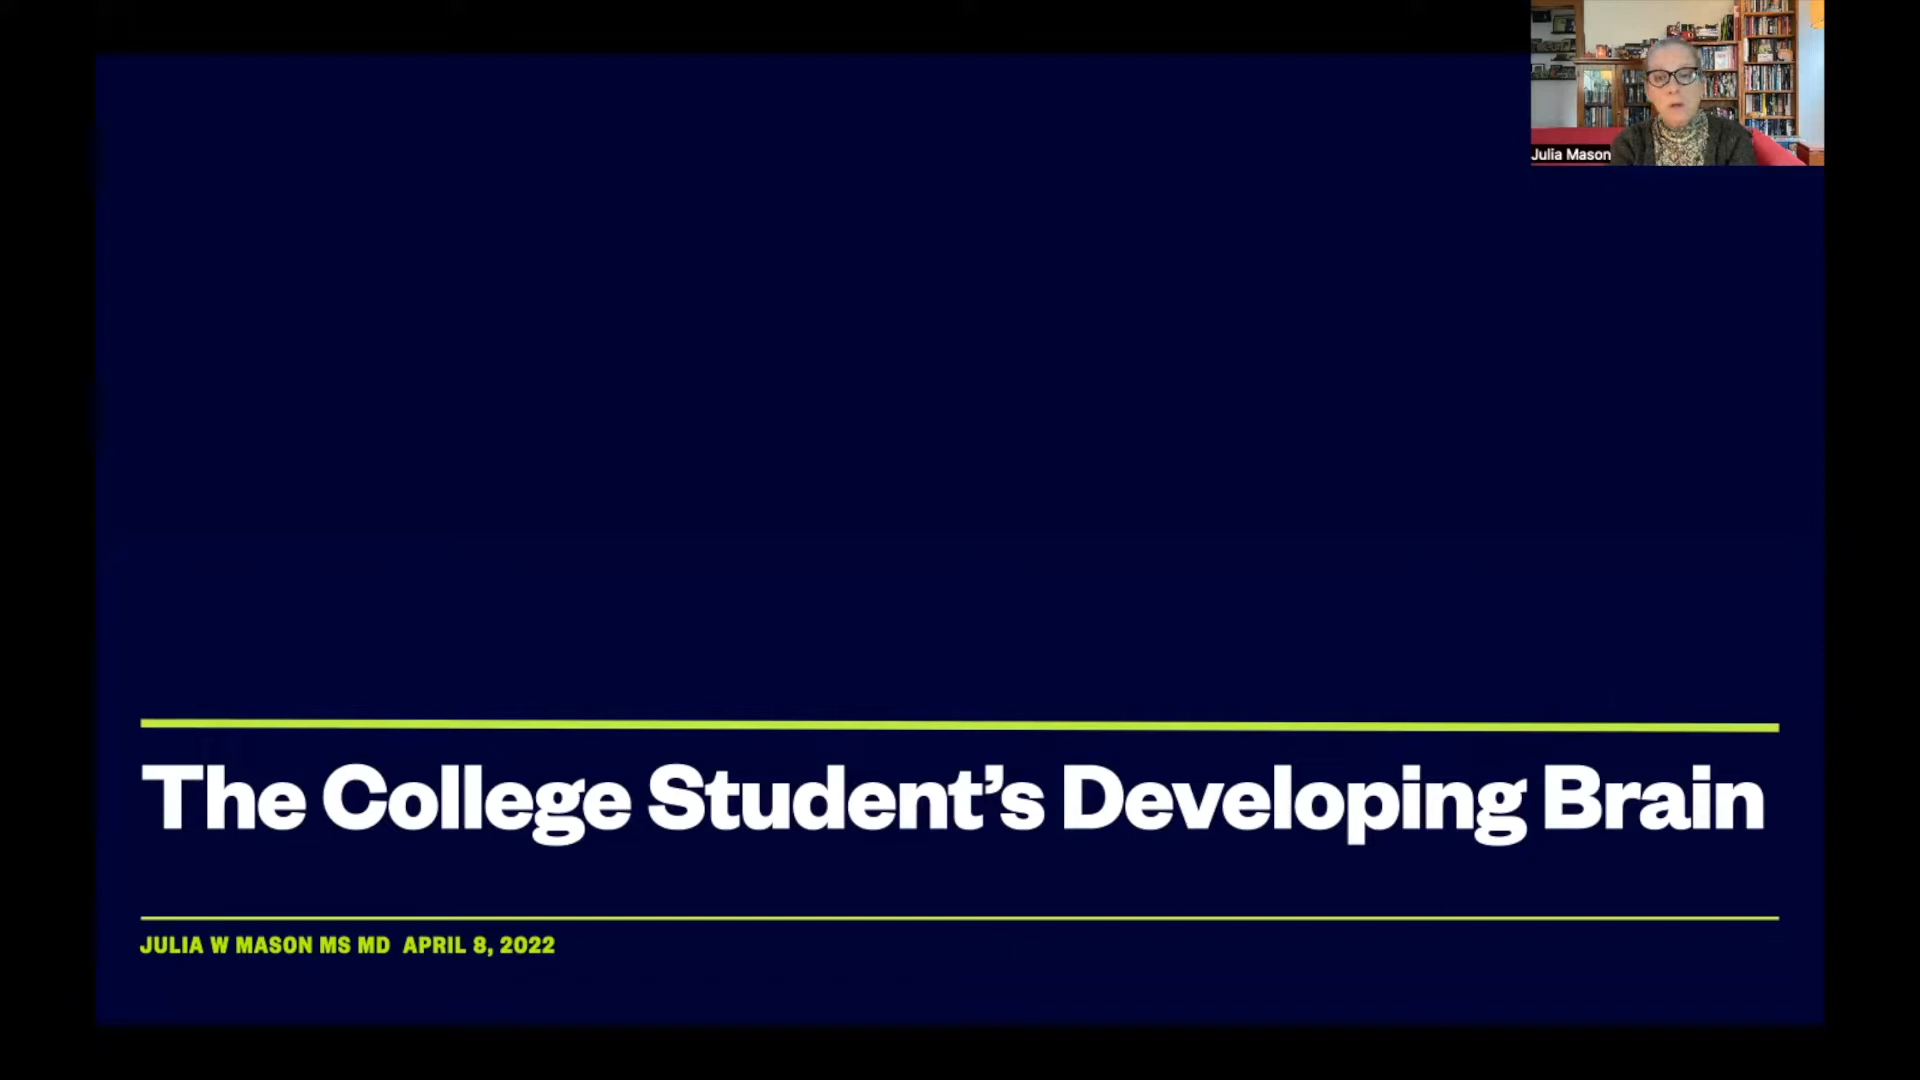 Julia Mason
The College Student’s Developing Brain
JULIA W MASON MS MD APRIL 8, 2022